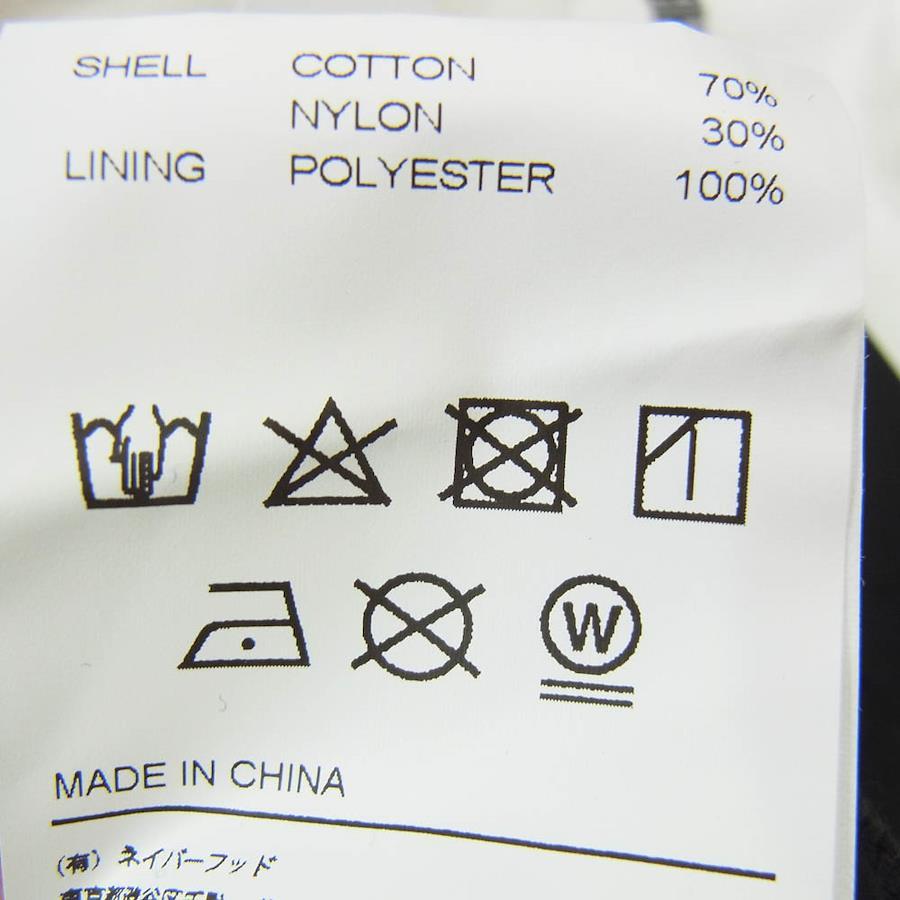 SHELL COTTON 70%
NYLON 30%
LINING POLYESTER 100%
W
MADE IN CHINA
(有) ネイバーフッド